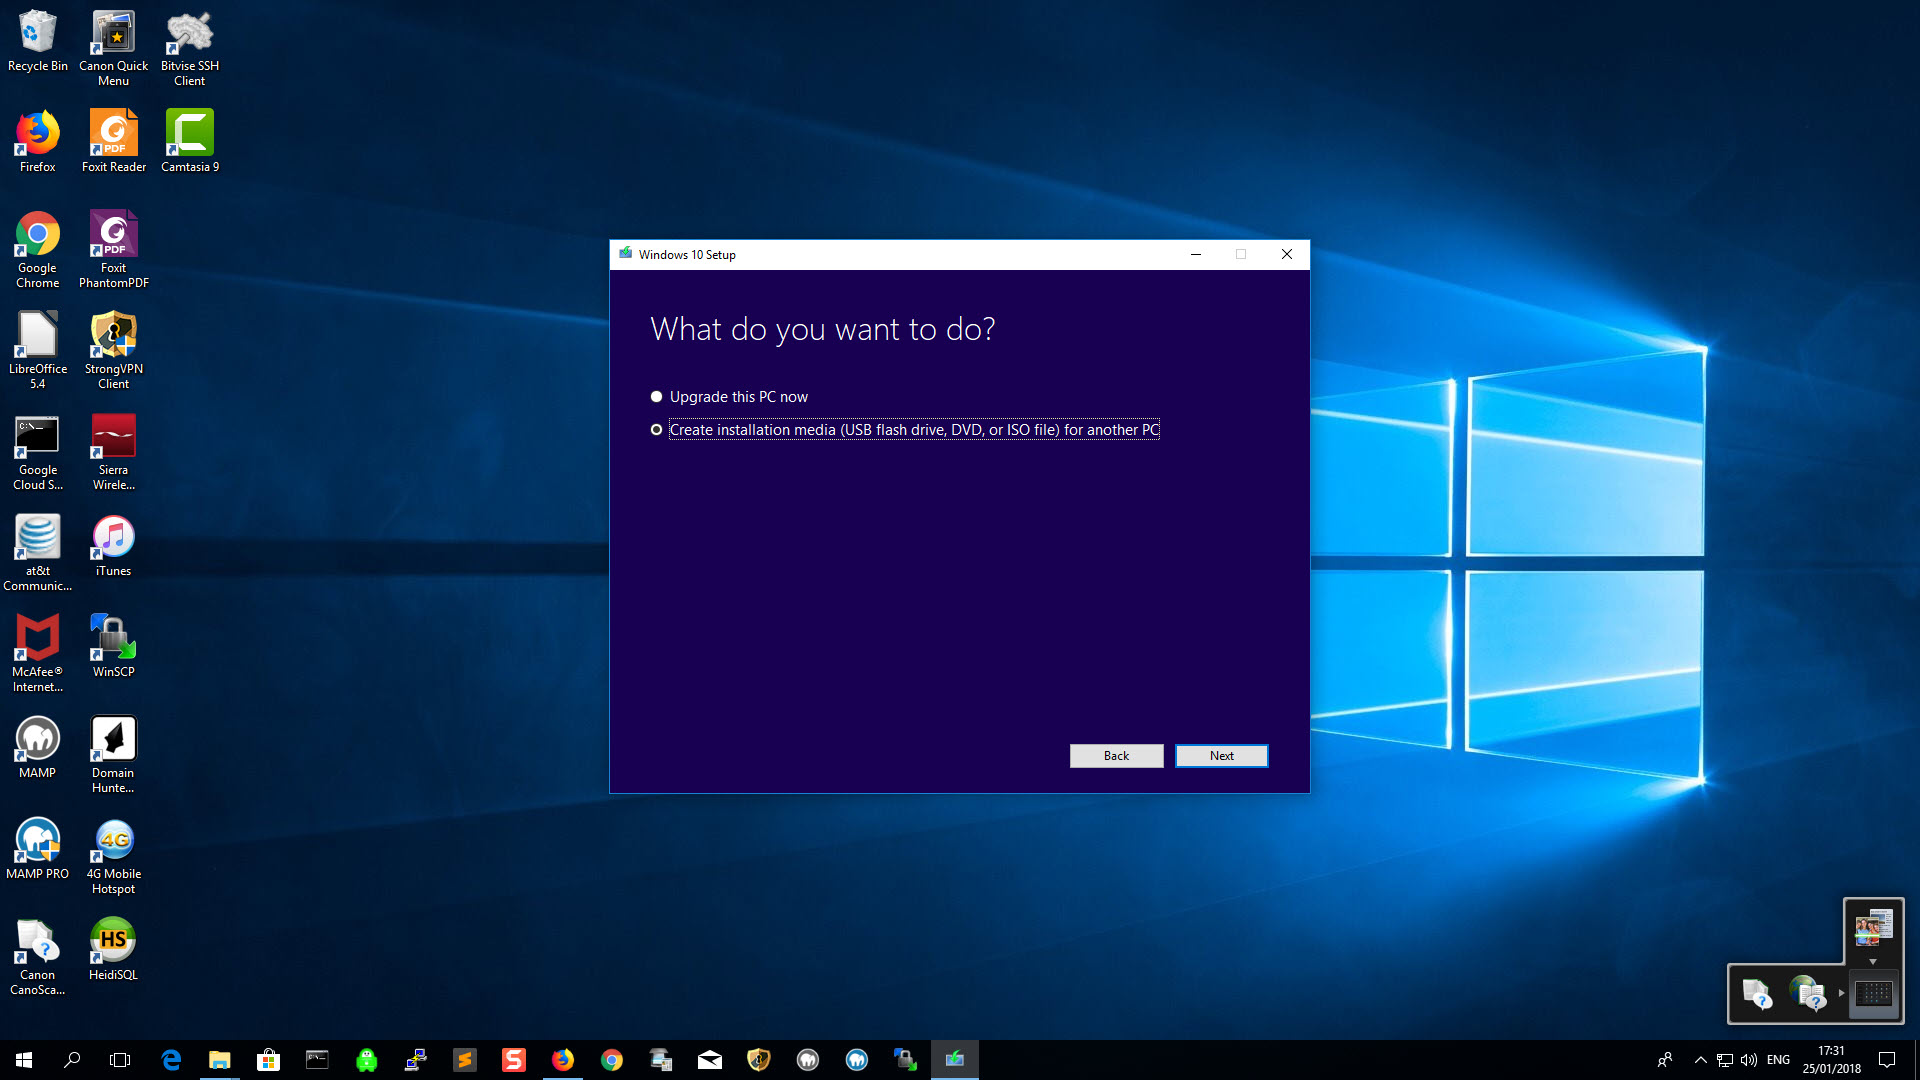 Recycle Bin
Canon Quick
Menu
Bitvise SSH
Client
Firefox
PDF
Foxit Reader
Camtasia 9
Google
Chrome
PDF
Foxit
PhantomPDF
LibreOffice
5.4
StrongVPN
Client
C:\_
Google
Cloud S...
Sierra
Wirele...
at&t
Communic...
iTunes
McAfee®
Internet...
WinSCP
MAMP
Domain
Hunte...
MAMP PRO
4G
4G Mobile
Hotspot
Canon
CanoSca...
HS
HeidiSQL
Windows 10 Setup
What do you want to do?
Upgrade this PC now
Create installation media (USB flash drive, DVD, or ISO file) for another PC
Back
Next
ENG
17:31
25/01/2018